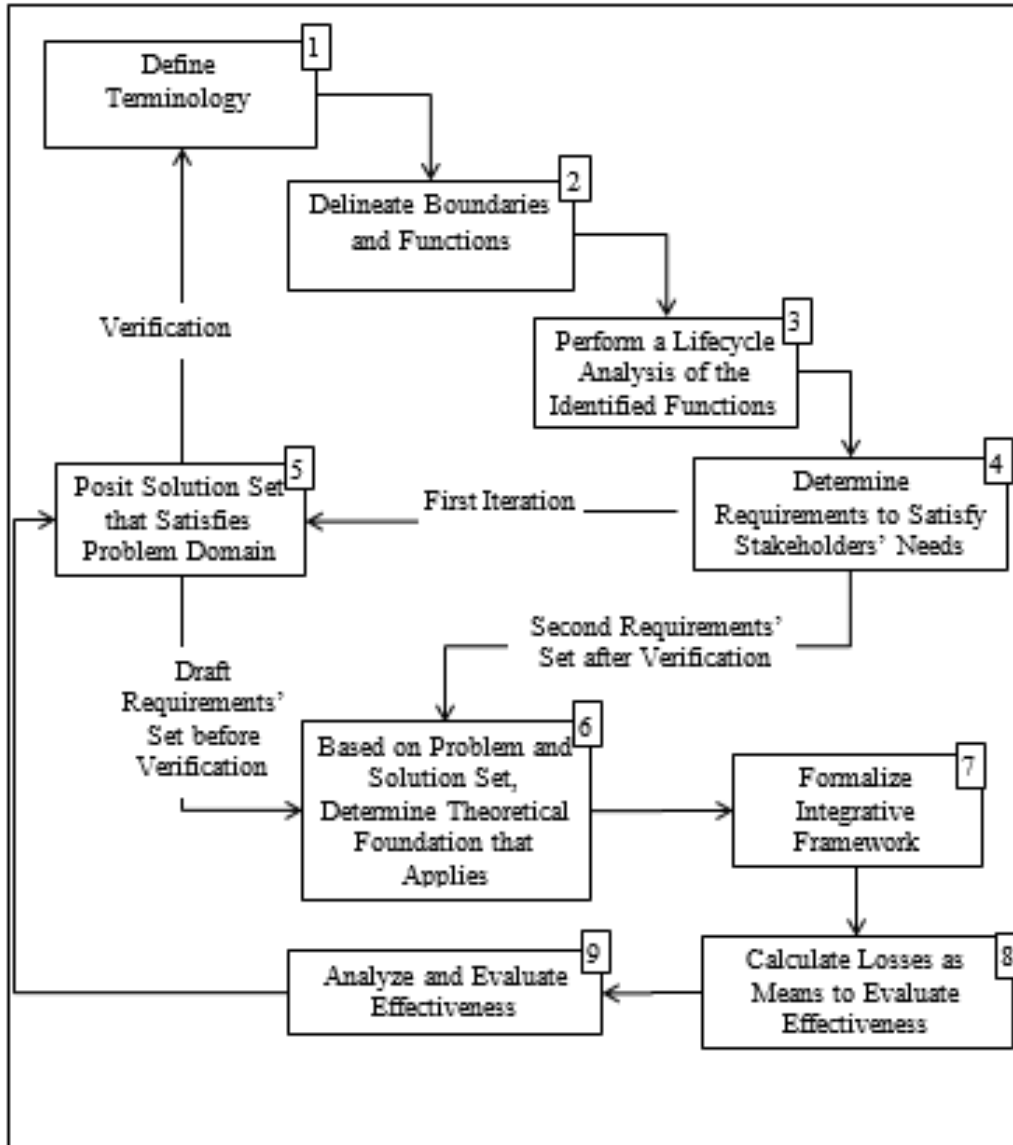 1
Define
Terminology
2
Delineate Boundaries
and Functions
3
Perform a Lifecycle
Analysis of the
Identified Functions
4
Determine
Requirements to Satisfy
Stakeholders’ Needs
First Iteration
5
Posit Solution Set
that Satisfies
Problem Domain
Verification
Draft
Requirements’
Set before
Verification
Second Requirements’
Set after Verification
6
Based on Problem and
Solution Set,
Determine Theoretical
Foundation that
Applies
7
Formalize
Integrative
Framework
8
Calculate Losses as
Means to Evaluate
Effectiveness
9
Analyze and Evaluate
Effectiveness